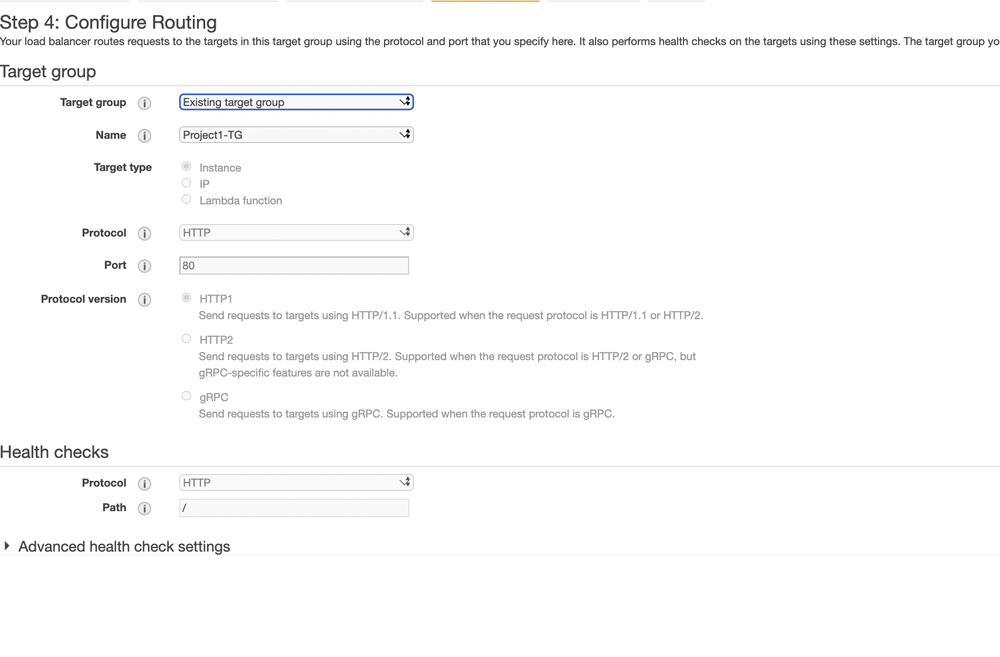 Step 4: Configure Routing
Your load balancer routes requests to the targets in this target group using the protocol and port that you specify here. It also performs health checks on the targets using these settings. The target group yo
Target group
Target group i Existing target group
Name i Project1-TG
Target type Instance
IP
Lambda function
Protocol i HTTP
Port i 80
Protocol version i HTTP1
Send requests to targets using HTTP/1.1. Supported when the request protocol is HTTP/1.1 or HTTP/2.
HTTP2
Send requests to targets using HTTP/2. Supported when the request protocol is HTTP/2 or gRPC, but
gRPC-specific features are not available.
gRPC
Send requests to targets using gRPC. Supported when the request protocol is gRPC.
Health checks
Protocol i HTTP
Path i /
Advanced health check settings